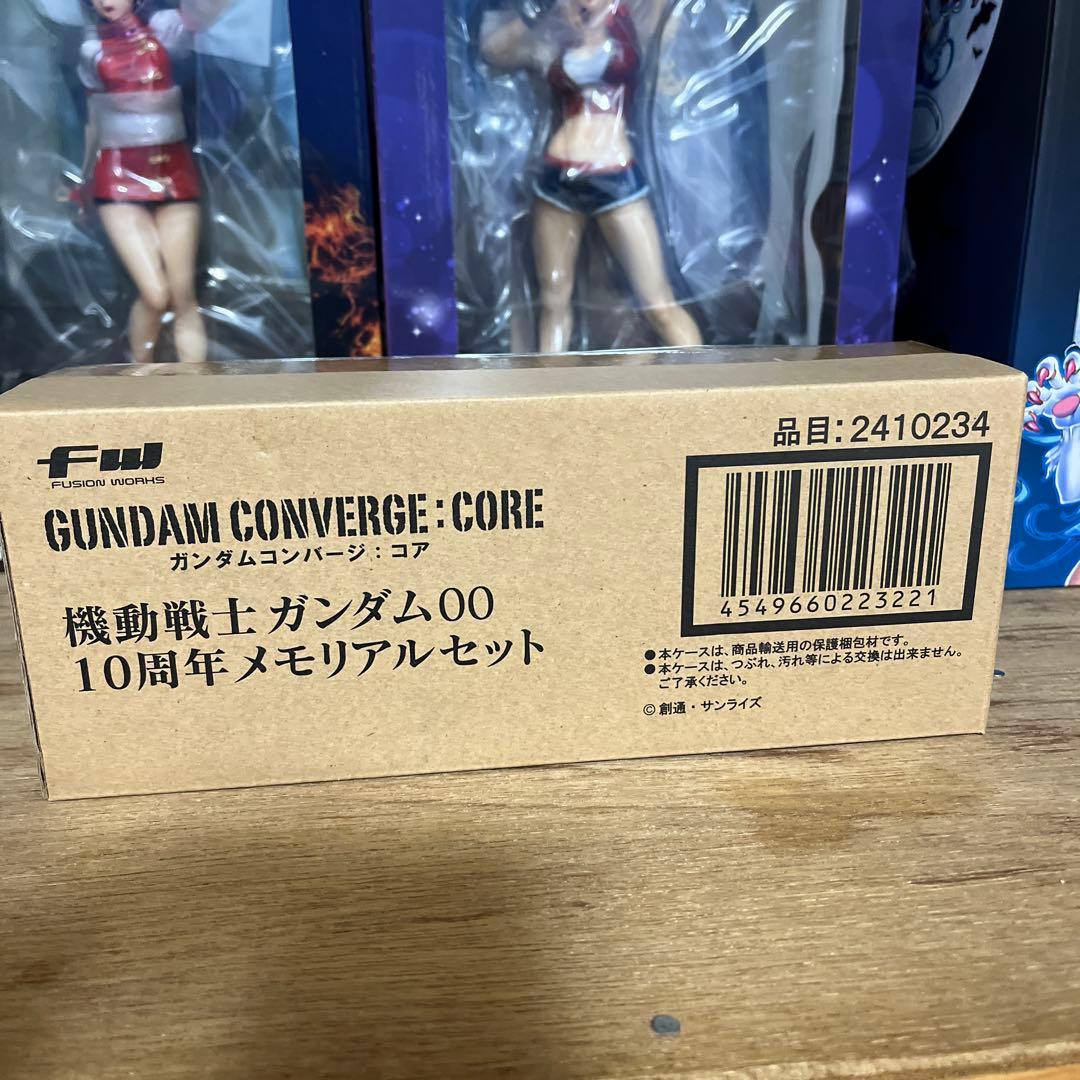 FW
FUSION WORKS
GUNDAM CONVERGE:CORE
ガンダムコンバージ:コア
機動戦士ガンダム00
10周年メモリアルセット
品目:2410234
4549660223221
●本ケースは、商品輸送用の保護梱包材です。
●本ケースは、つぶれ、汚れ等による交換は出来ません。
ご了承ください。
©創通・サンライズ